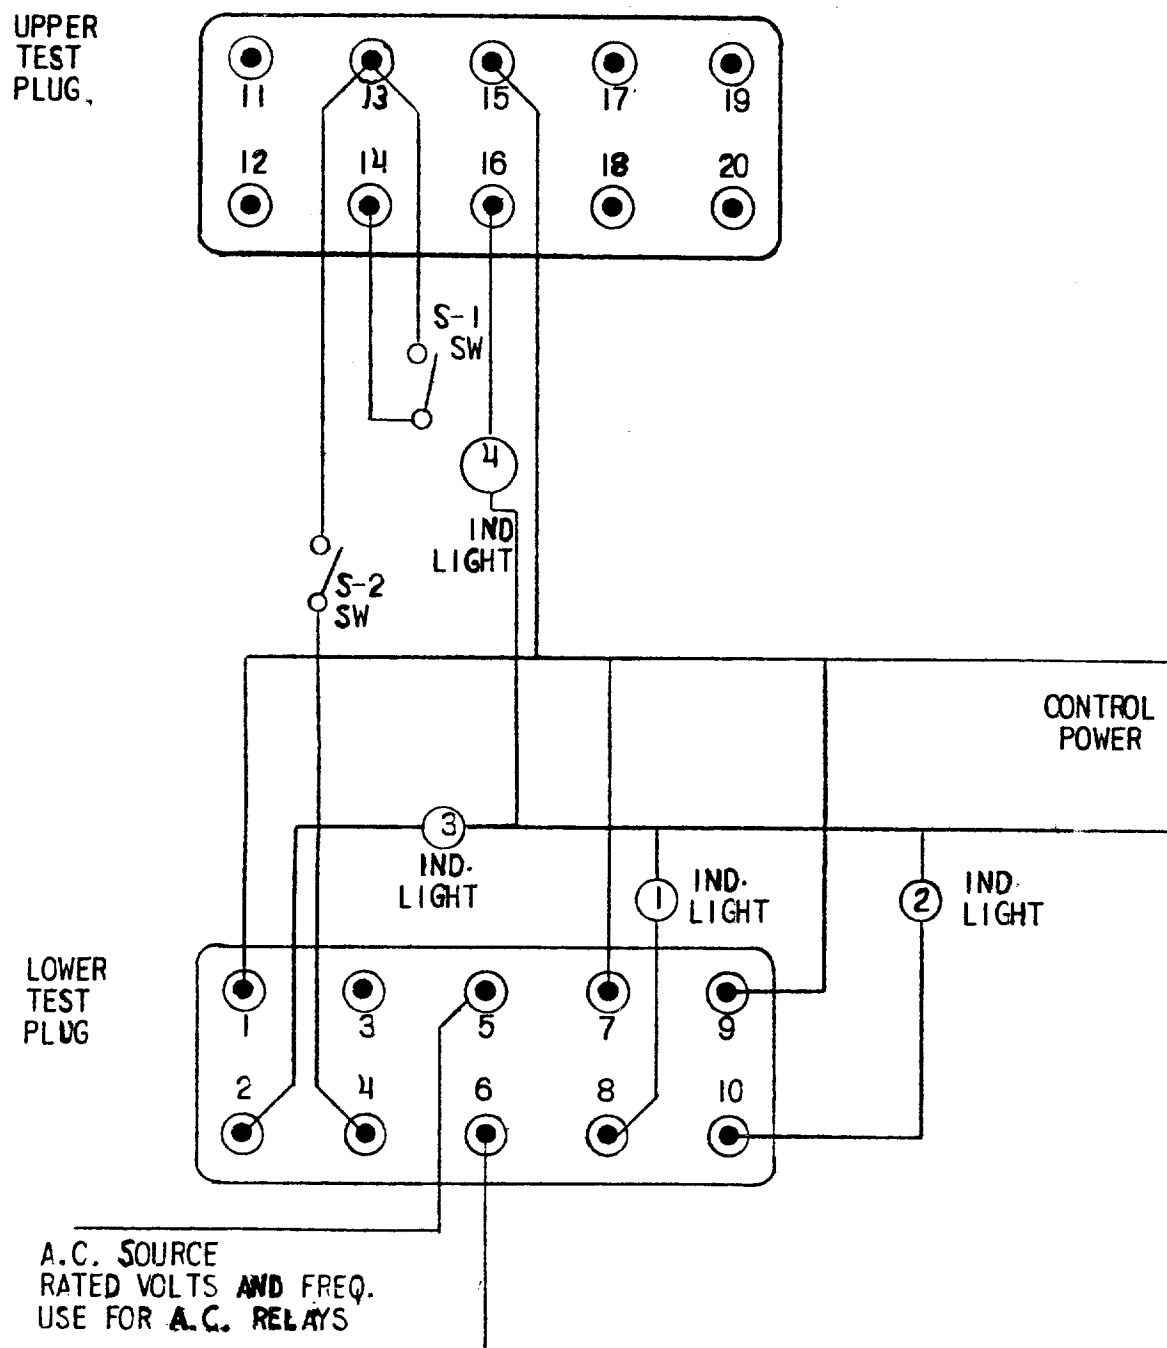 UPPER
TEST
PLUG.
11 13 15 17 19
12 14 16 18 20
S-1
SW
4
IND
LIGHT
S-2
SW
CONTROL
POWER
3
IND.
LIGHT
1
IND.
LIGHT
2
IND.
LIGHT
LOWER
TEST
PLUG
1 3 5 7 9
2 4 6 8 10
A.C. SOURCE
RATED VOLTS AND FREQ.
USE FOR A.C. RELAYS